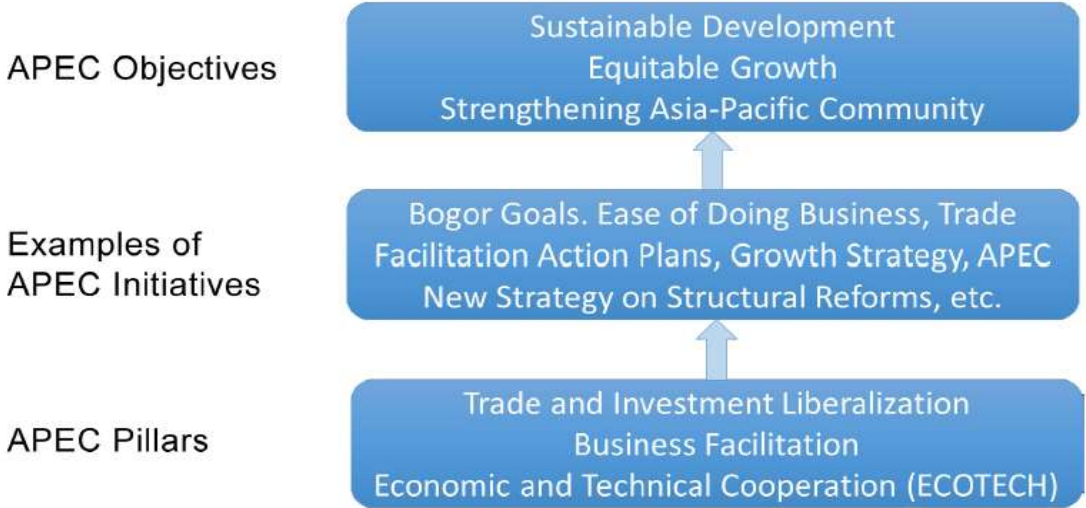 APEC Objectives
Sustainable Development
Equitable Growth
Strengthening Asia-Pacific Community
Examples of
APEC Initiatives
Bogor Goals. Ease of Doing Business, Trade
Facilitation Action Plans, Growth Strategy, APEC
New Strategy on Structural Reforms, etc.
APEC Pillars
Trade and Investment Liberalization
Business Facilitation
Economic and Technical Cooperation (ECOTECH)